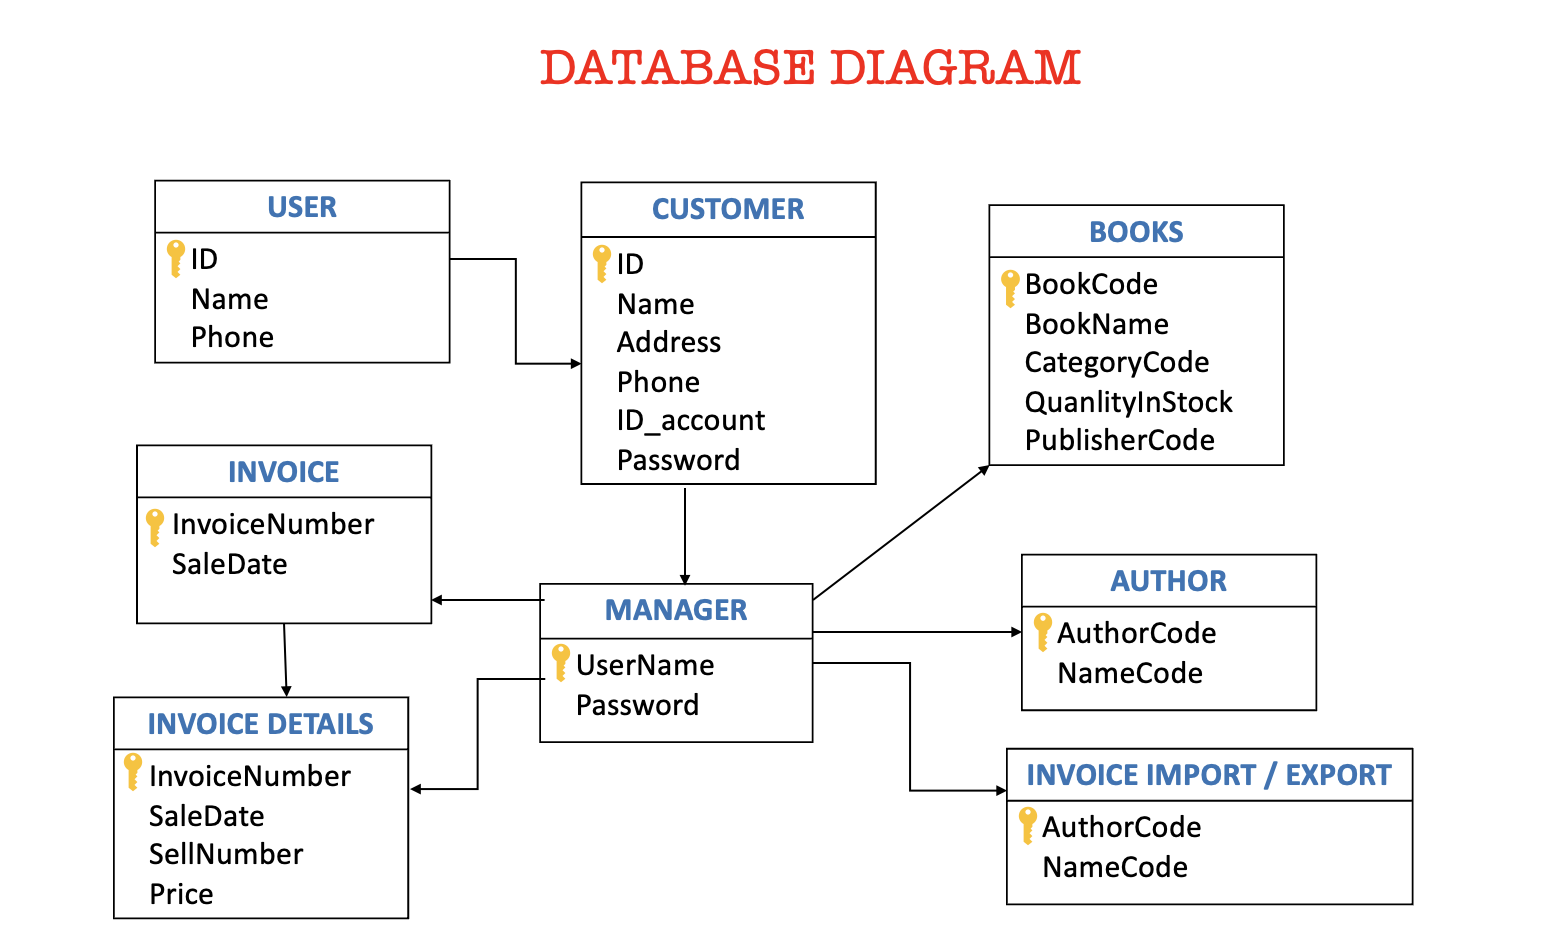 DATABASE DIAGRAM
USER
ID
Name
Phone
CUSTOMER
ID
Name
Address
Phone
ID_account
Password
BOOKS
BookCode
BookName
CategoryCode
QuanlityInStock
PublisherCode
INVOICE
InvoiceNumber
SaleDate
MANAGER
UserName
Password
AUTHOR
AuthorCode
NameCode
INVOICE DETAILS
InvoiceNumber
SaleDate
SellNumber
Price
INVOICE IMPORT / EXPORT
AuthorCode
NameCode